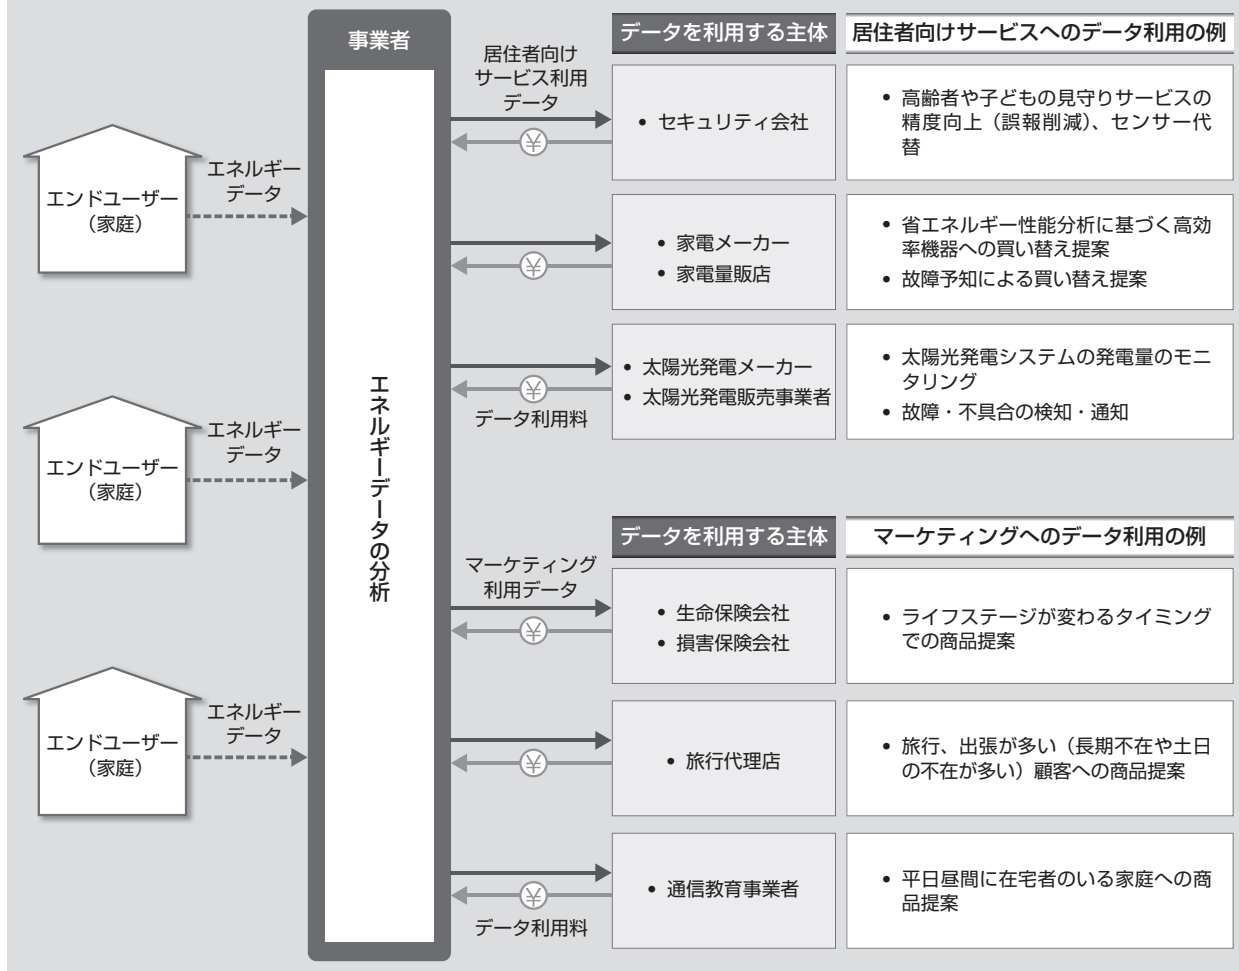 事業者
エネルギーデータの分析
エンドユーザー
（家庭）
エネルギー
データ
エンドユーザー
（家庭）
エネルギー
データ
エンドユーザー
（家庭）
エネルギー
データ
居住者向け
サービス利用
データ
¥
¥
¥
データ利用料
データを利用する主体
居住者向けサービスへのデータ利用の例
• セキュリティ会社
• 高齢者や子どもの見守りサービスの
精度向上（誤報削減）、センサー代
替
• 家電メーカー
• 家電量販店
• 省エネルギー性能分析に基づく高効
率機器への買い替え提案
• 故障予知による買い替え提案
• 太陽光発電メーカー
• 太陽光発電販売事業者
• 太陽光発電システムの発電量のモニ
タリング
• 故障・不具合の検知・通知
マーケティング
利用データ
¥
¥
¥
データ利用料
データを利用する主体
マーケティングへのデータ利用の例
• 生命保険会社
• 損害保険会社
• ライフステージが変わるタイミング
での商品提案
• 旅行代理店
• 旅行、出張が多い（長期不在や土日
の不在が多い）顧客への商品提案
• 通信教育事業者
• 平日昼間に在宅者のいる家庭への商
品提案